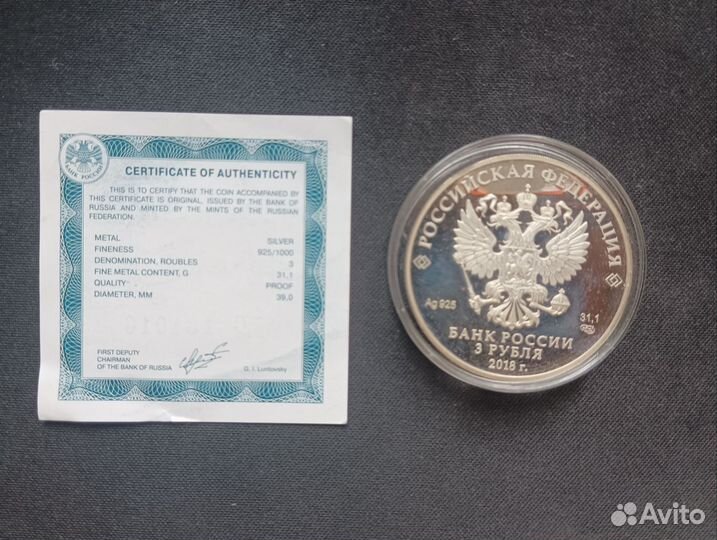 БАНК РОССИИ
CERTIFICATE OF AUTHENTICITY
THIS IS TO CERTIFY THAT THE COIN ACCOMPANIED BY
THIS CERTIFICATE IS ORIGINAL, ISSUED BY THE BANK OF
RUSSIA AND MINTED BY THE MINTS OF THE RUSSIAN
FEDERATION.
METAL SILVER
FINENESS 925/1000
DENOMINATION, ROUBLES 3
FINE METAL CONTENT, G 31,1
QUALITY PROOF
DIAMETER, MM 39,0
FIRST DEPUTY
CHAIRMAN
OF THE BANK OF RUSSIA
G. I. Luntovsky
РОССИЙСКАЯ ФЕДЕРАЦИЯ
Ag 925
31,1
БАНК РОССИИ
3 РУБЛЯ
2018 г.
Avito